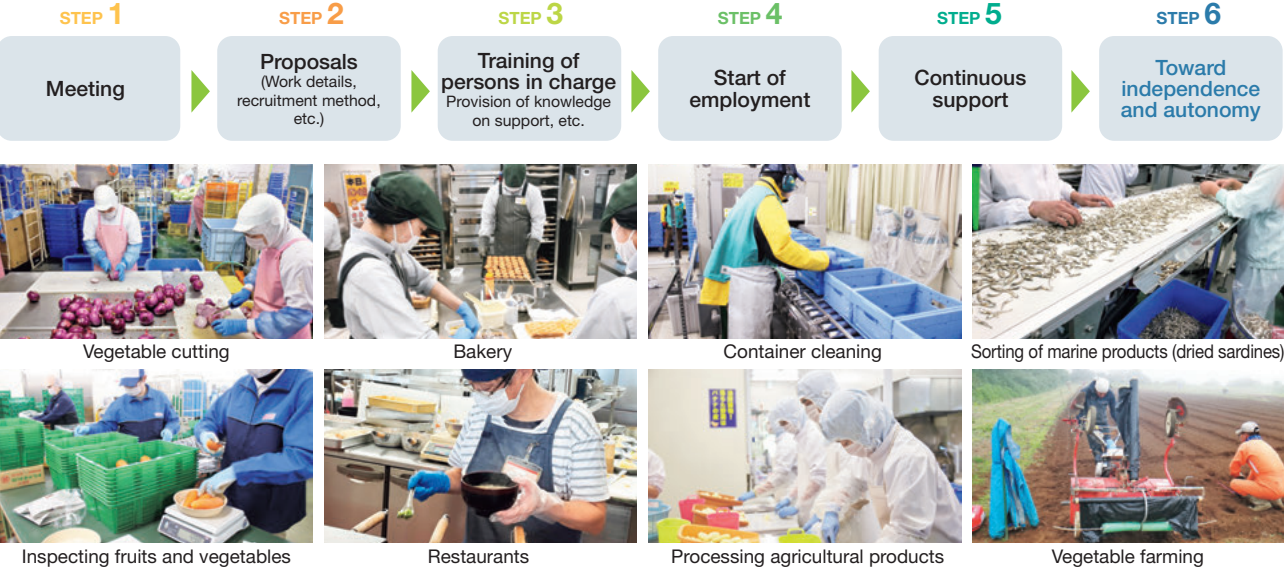 STEP 1
STEP 2
STEP 3
STEP 4
STEP 5
STEP 6
Meeting
Proposals
(Work details,
recruitment method,
etc.)
Training of
persons in charge
Provision of knowledge
on support, etc.
Start of
employment
Continuous
support
Toward
independence
and autonomy
Vegetable cutting
Bakery
Container cleaning
Sorting of marine products (dried sardines)
Inspecting fruits and vegetables
Restaurants
Processing agricultural products
Vegetable farming